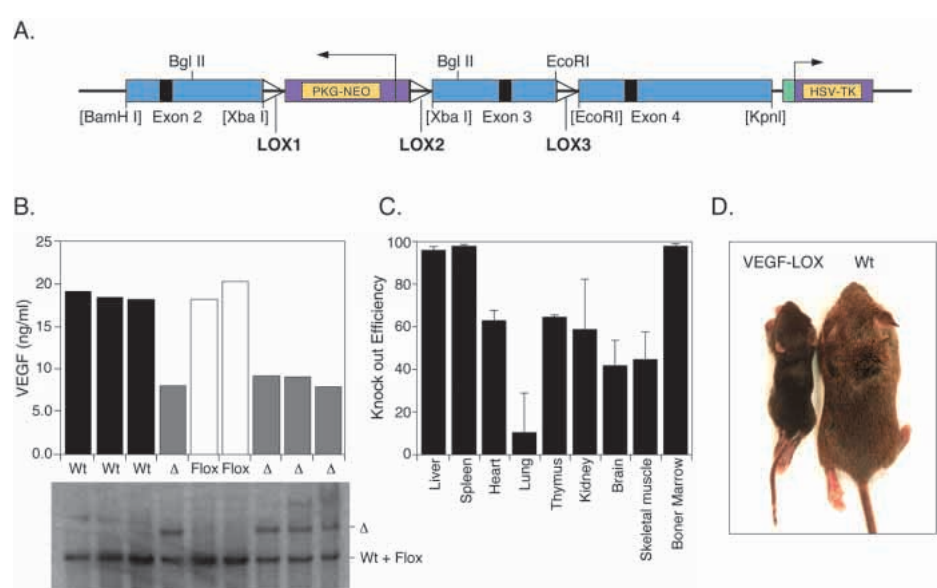 A.
Bgl II
Bgl II
EcoRI
PKG-NEO
HSV-TK
[BamH I] Exon 2 [Xba I] [Xba I] Exon 3 [EcoRI] Exon 4 [KpnI]
LOX1 LOX2 LOX3
B.
25
20
15
10
5.0
0.0
VEGF (ng/ml)
Wt Wt Wt Δ Flox Flox Δ Δ Δ
Δ
Wt + Flox
C.
100
80
60
40
20
0
Knock out Efficiency
Liver
Spleen
Heart
Lung
Thymus
Kidney
Brain
Skeletal muscle
Boner Marrow
D.
VEGF-LOX Wt